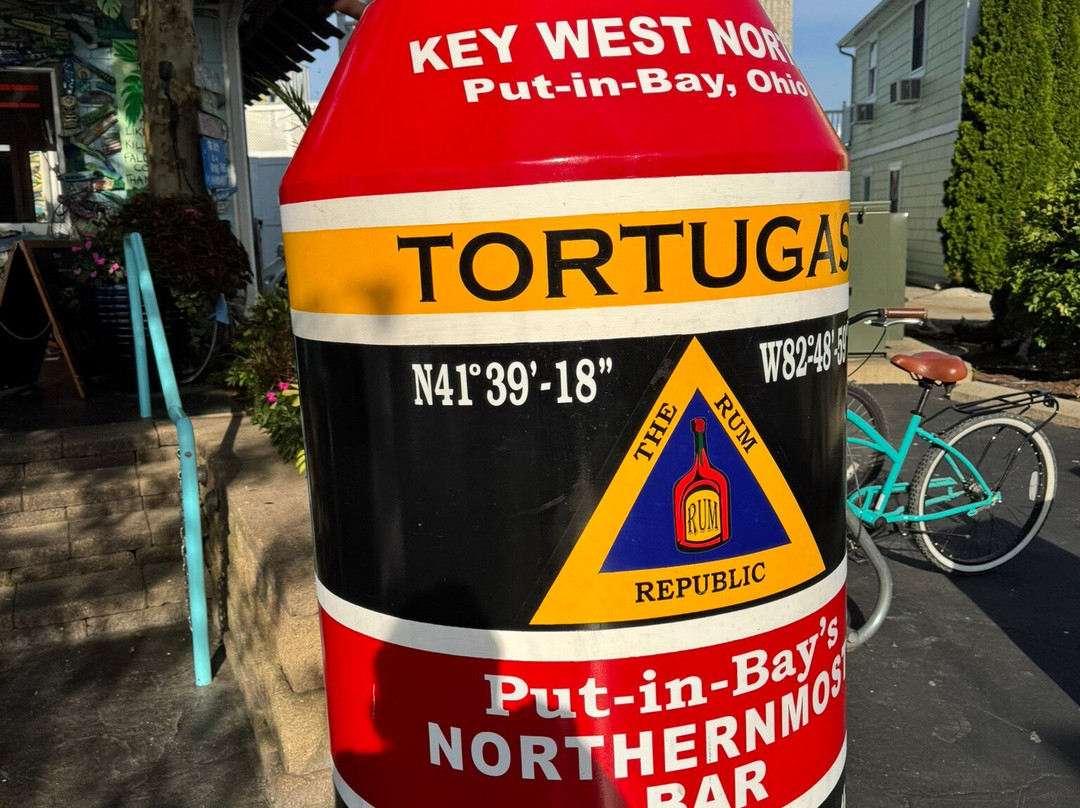 KEY WEST NORT
Put-in-Bay, Ohio
TORTUGAS
N41°39'-18” W82°-48'-5
THE RUM
RUM
REPUBLIC
Put-in-Bay’s
NORTHERNMOST
BAR